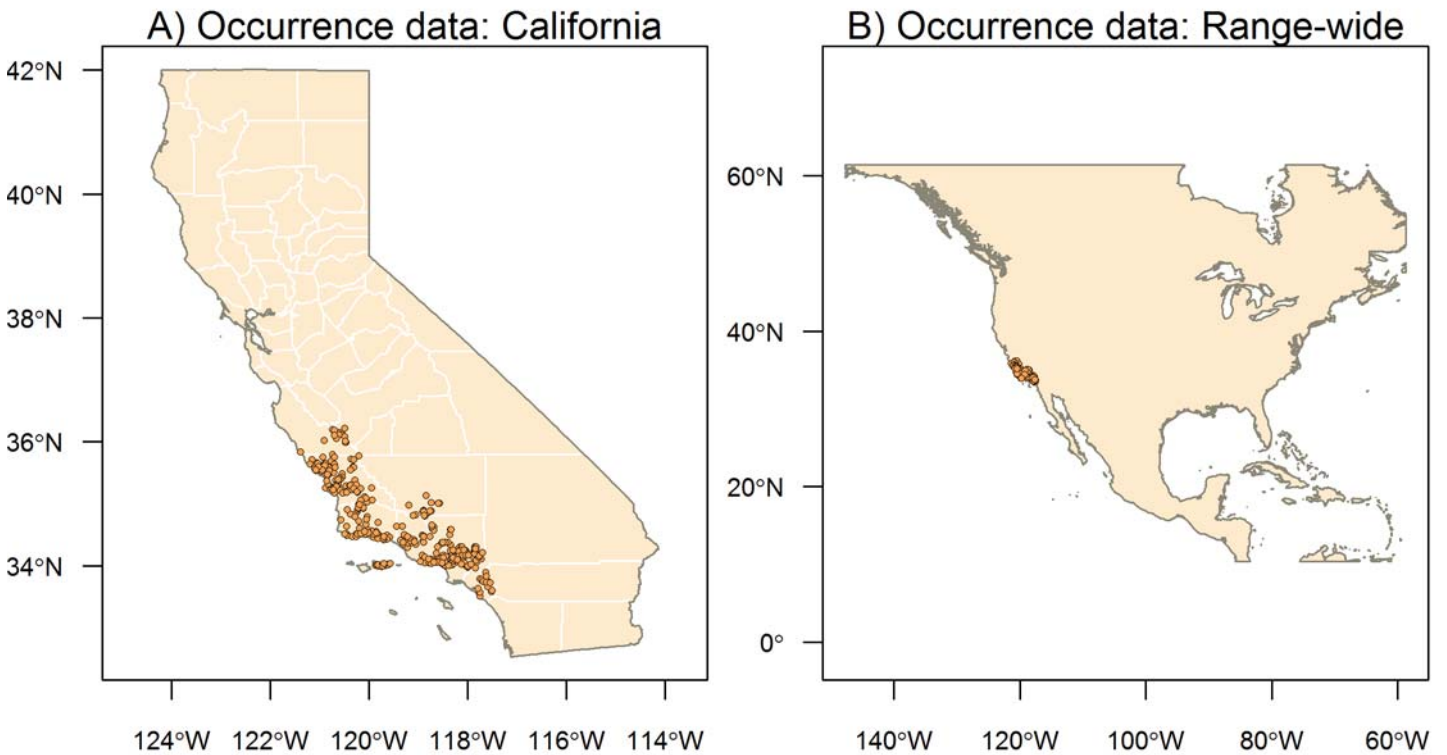 A) Occurrence data: California
42°N
40°N
38°N
36°N
34°N
124°W 122°W 120°W 118°W 116°W 114°W
B) Occurrence data: Range-wide
60°N
40°N
20°N
0°
140°W 120°W 100°W 80°W 60°W